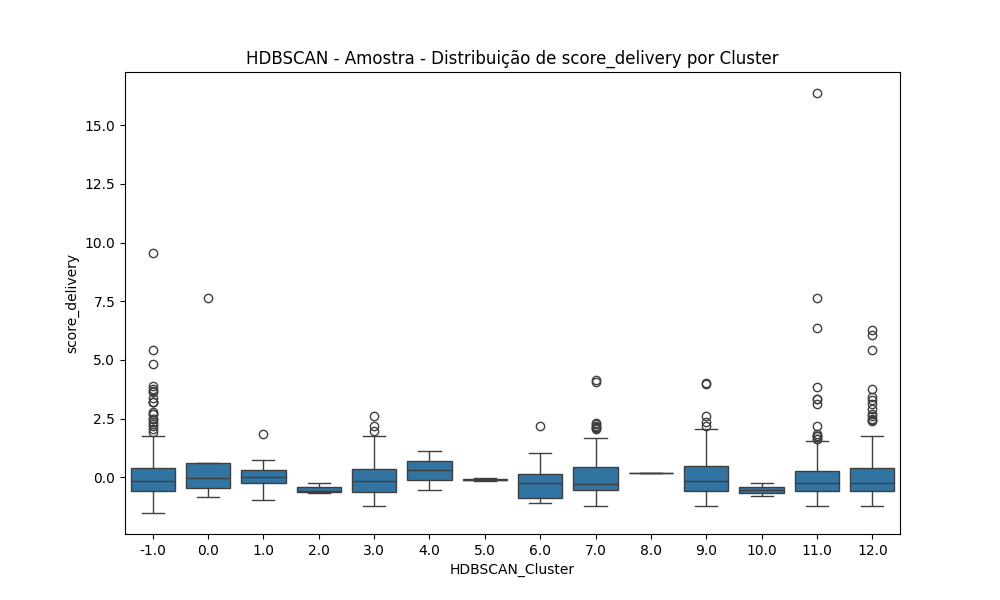 HDBSCAN - Amostra - Distribuição de score_delivery por Cluster
score_delivery
15.0
12.5
10.0
7.5
5.0
2.5
0.0
-1.0 0.0 1.0 2.0 3.0 4.0 5.0 6.0 7.0 8.0 9.0 10.0 11.0 12.0
HDBSCAN_Cluster